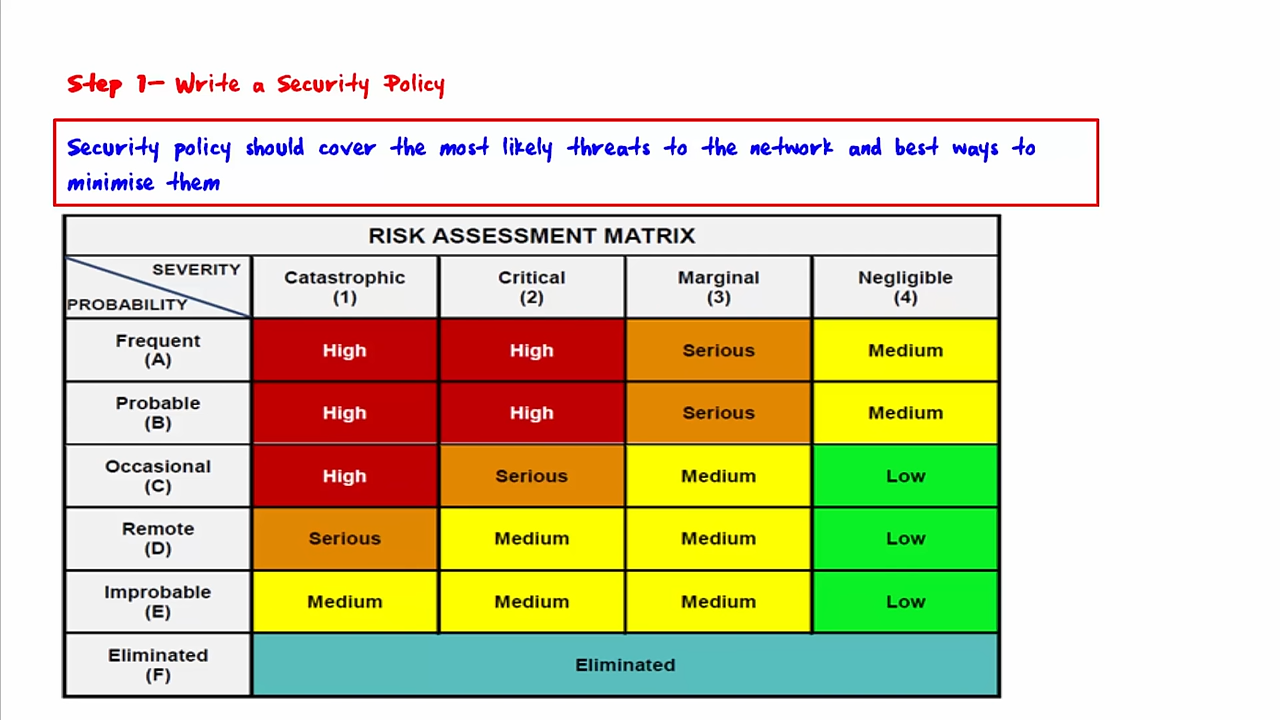 Step 1- Write a Security Policy
Security policy should cover the most likely threats to the network and best ways to
minimise them
RISK ASSESSMENT MATRIX
SEVERITY
PROBABILITY
Catastrophic
(1)
Critical
(2)
Marginal
(3)
Negligible
(4)
Frequent
(A)
High
High
Serious
Medium
Probable
(B)
High
High
Serious
Medium
Occasional
(C)
High
Serious
Medium
Low
Remote
(D)
Serious
Medium
Medium
Low
Improbable
(E)
Medium
Medium
Medium
Low
Eliminated
(F)
Eliminated